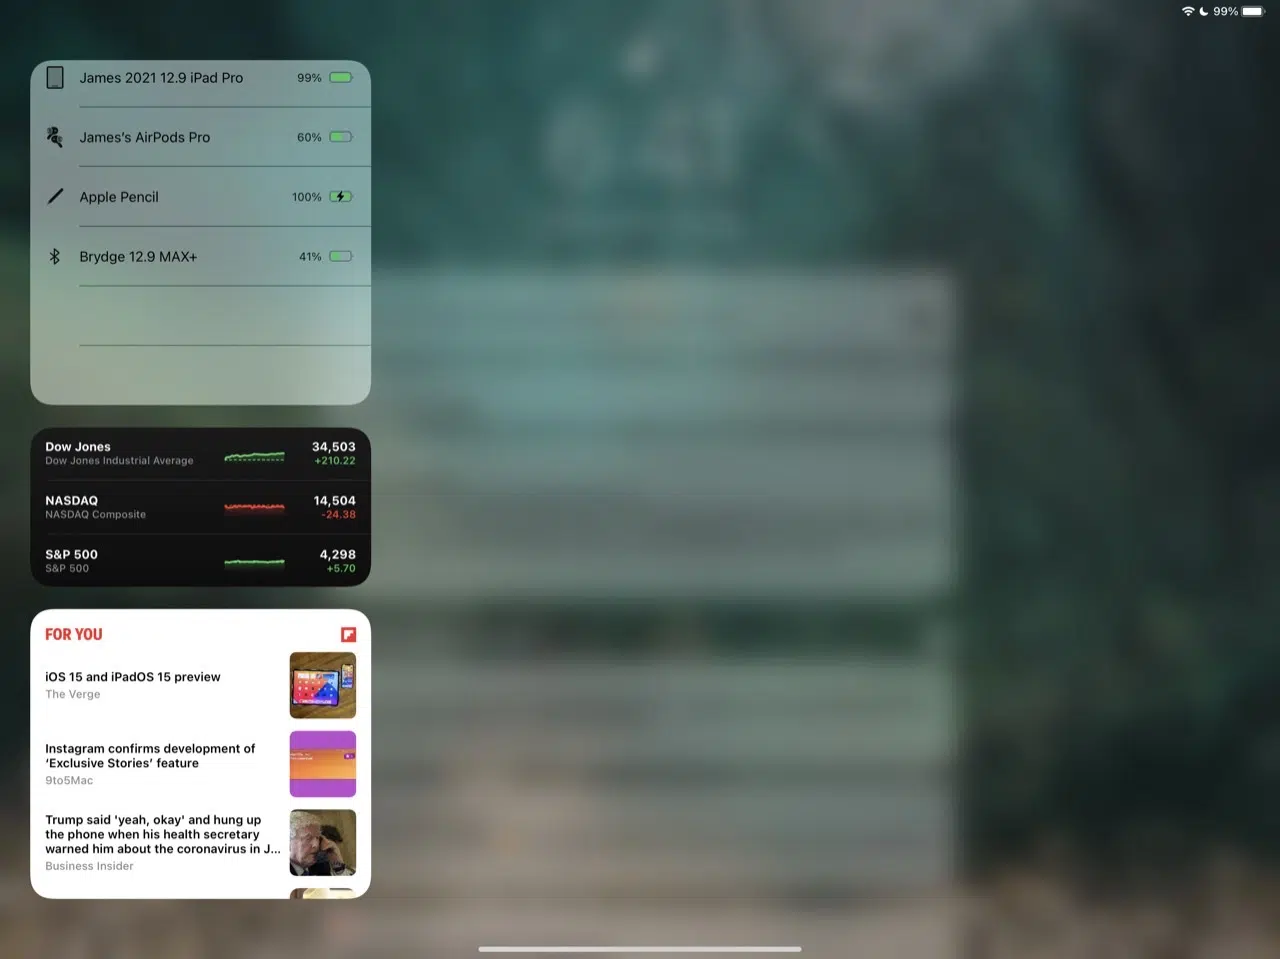 99%
James 2021 12.9 iPad Pro 99%
James's AirPods Pro 60%
Apple Pencil 100%
Brydge 12.9 MAX+ 41%
Dow Jones 34,503
Dow Jones Industrial Average +210.22
NASDAQ 14,504
NASDAQ Composite -24.38
S&P 500 4,298
S&P 500 +5.70
FOR YOU
iOS 15 and iPadOS 15 preview
The Verge
Instagram confirms development of
‘Exclusive Stories’ feature
9to5Mac
Trump said 'yeah, okay' and hung up
the phone when his health secretary
warned him about the coronavirus in J...
Business Insider